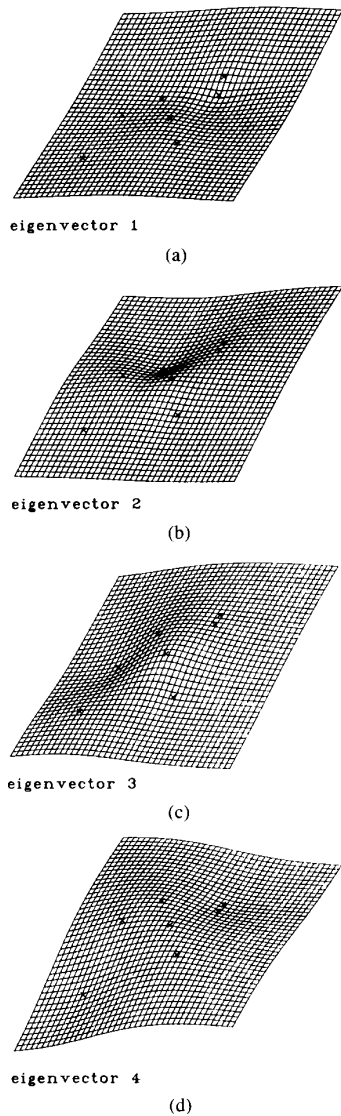 eigenvector 1
(a)
eigenvector 2
(b)
eigenvector 3
(c)
eigenvector 4
(d)